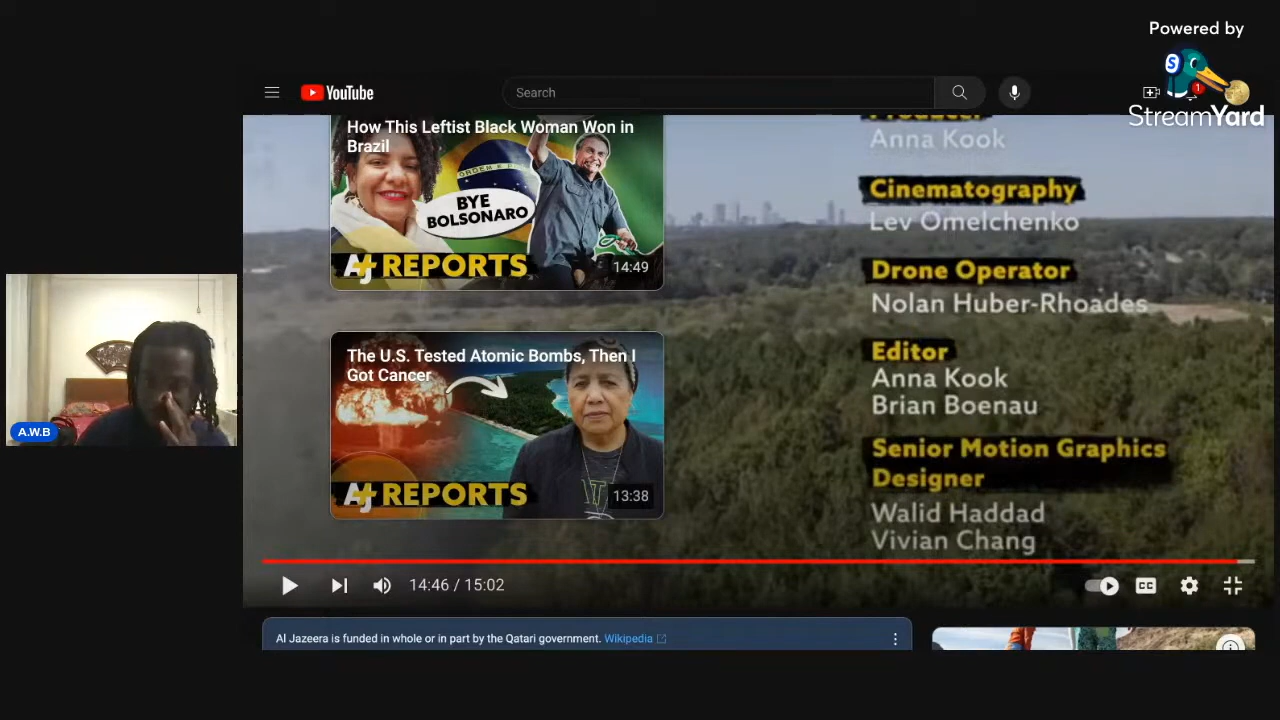 Powered by
StreamYard
YouTube
Search
1
How This Leftist Black Woman Won in
Brazil
BYE
BOLSONARO
AJ+ REPORTS
14:49
The U.S. Tested Atomic Bombs, Then I
Got Cancer
AJ+ REPORTS
13:38
Producer
Anna Kook
Cinematography
Lev Omelchenko
Drone Operator
Nolan Huber-Rhoades
Editor
Anna Kook
Brian Boenau
Senior Motion Graphics
Designer
Walid Haddad
Vivian Chang
A.W.B
14:46 / 15:02
CC
Al Jazeera is funded in whole or in part by the Qatari government. Wikipedia